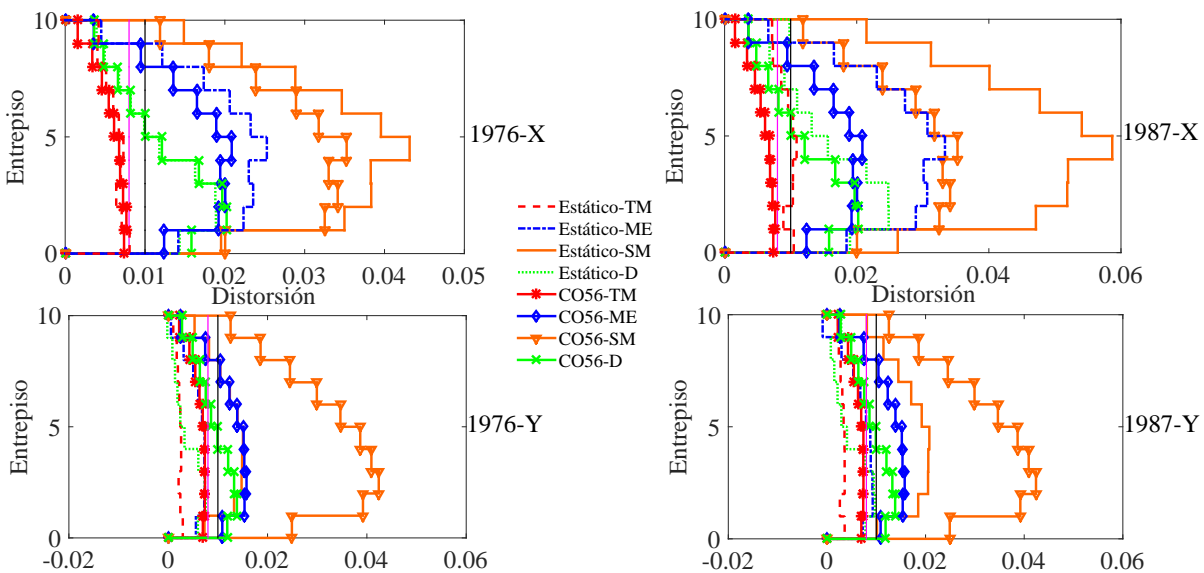 10
5
0
Entrepiso
0
0.01
0.02
0.03
0.04
0.05
Distorsión
1976-X
10
5
0
Entrepiso
0
0.02
0.04
0.06
Distorsión
1987-X
Estático-TM
Estático-ME
Estático-SM
Estático-D
CO56-TM
CO56-ME
CO56-SM
CO56-D
10
5
0
Entrepiso
-0.02
0
0.02
0.04
0.06
1976-Y
10
5
0
Entrepiso
-0.02
0
0.02
0.04
0.06
1987-Y